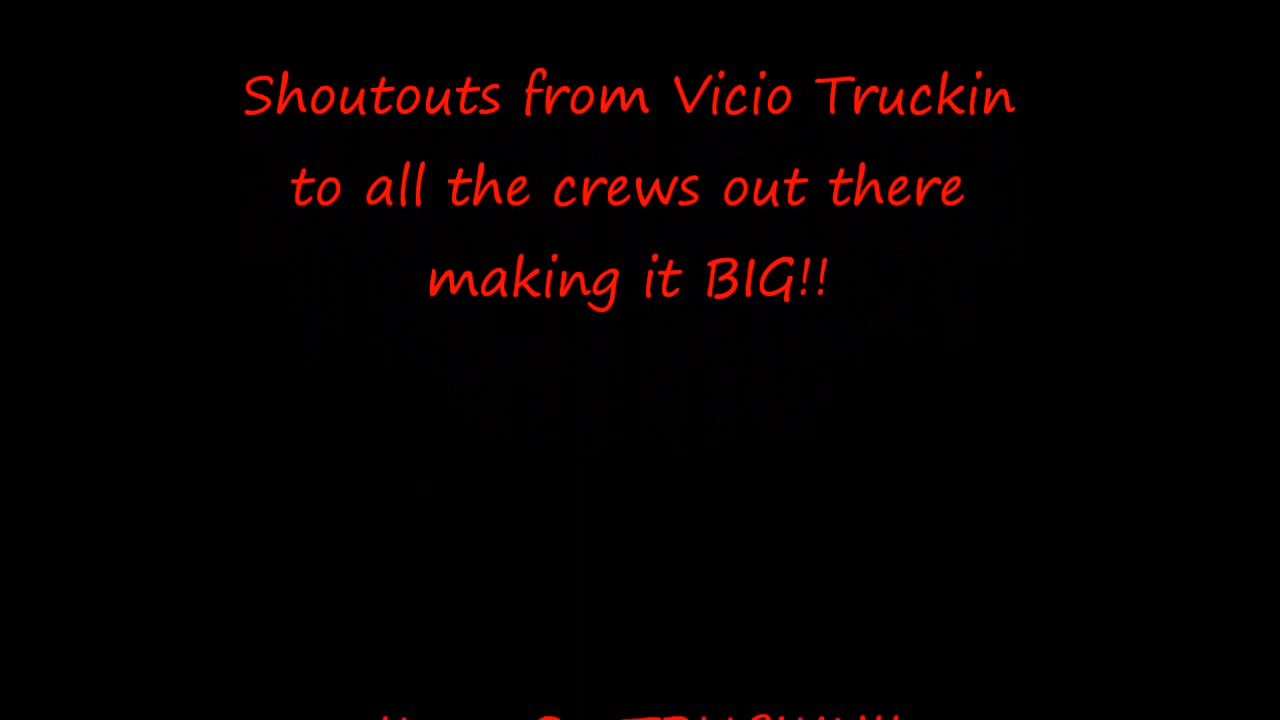 Shoutouts from Vicio Truckin
to all the crews out there
making it BIG!!